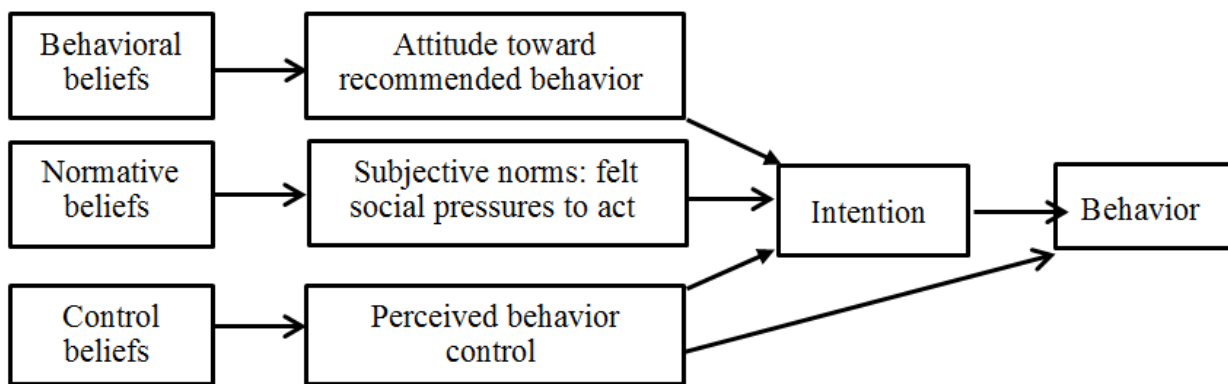 Behavioral
beliefs
Attitude toward
recommended behavior
Normative
beliefs
Subjective norms: felt
social pressures to act
Intention
Behavior
Control
beliefs
Perceived behavior
control